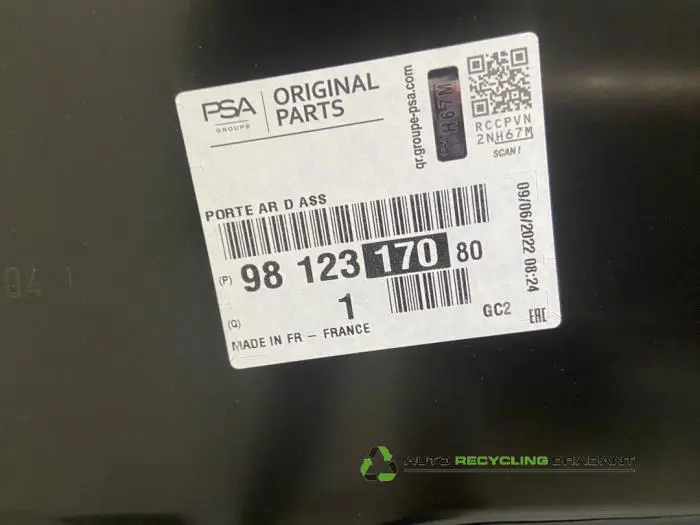 PSA
GROUPE
ORIGINAL
PARTS
qr.groupe-psa.com
H67M
RCCPVN
2NH67M
SCAN!
PORTE AR D ASS
(P) 98 123 170 80
(Q) 1
MADE IN FR – FRANCE
GC2
09/06/2022 08:24
EAC
AUTO RECYCLING BRABANT